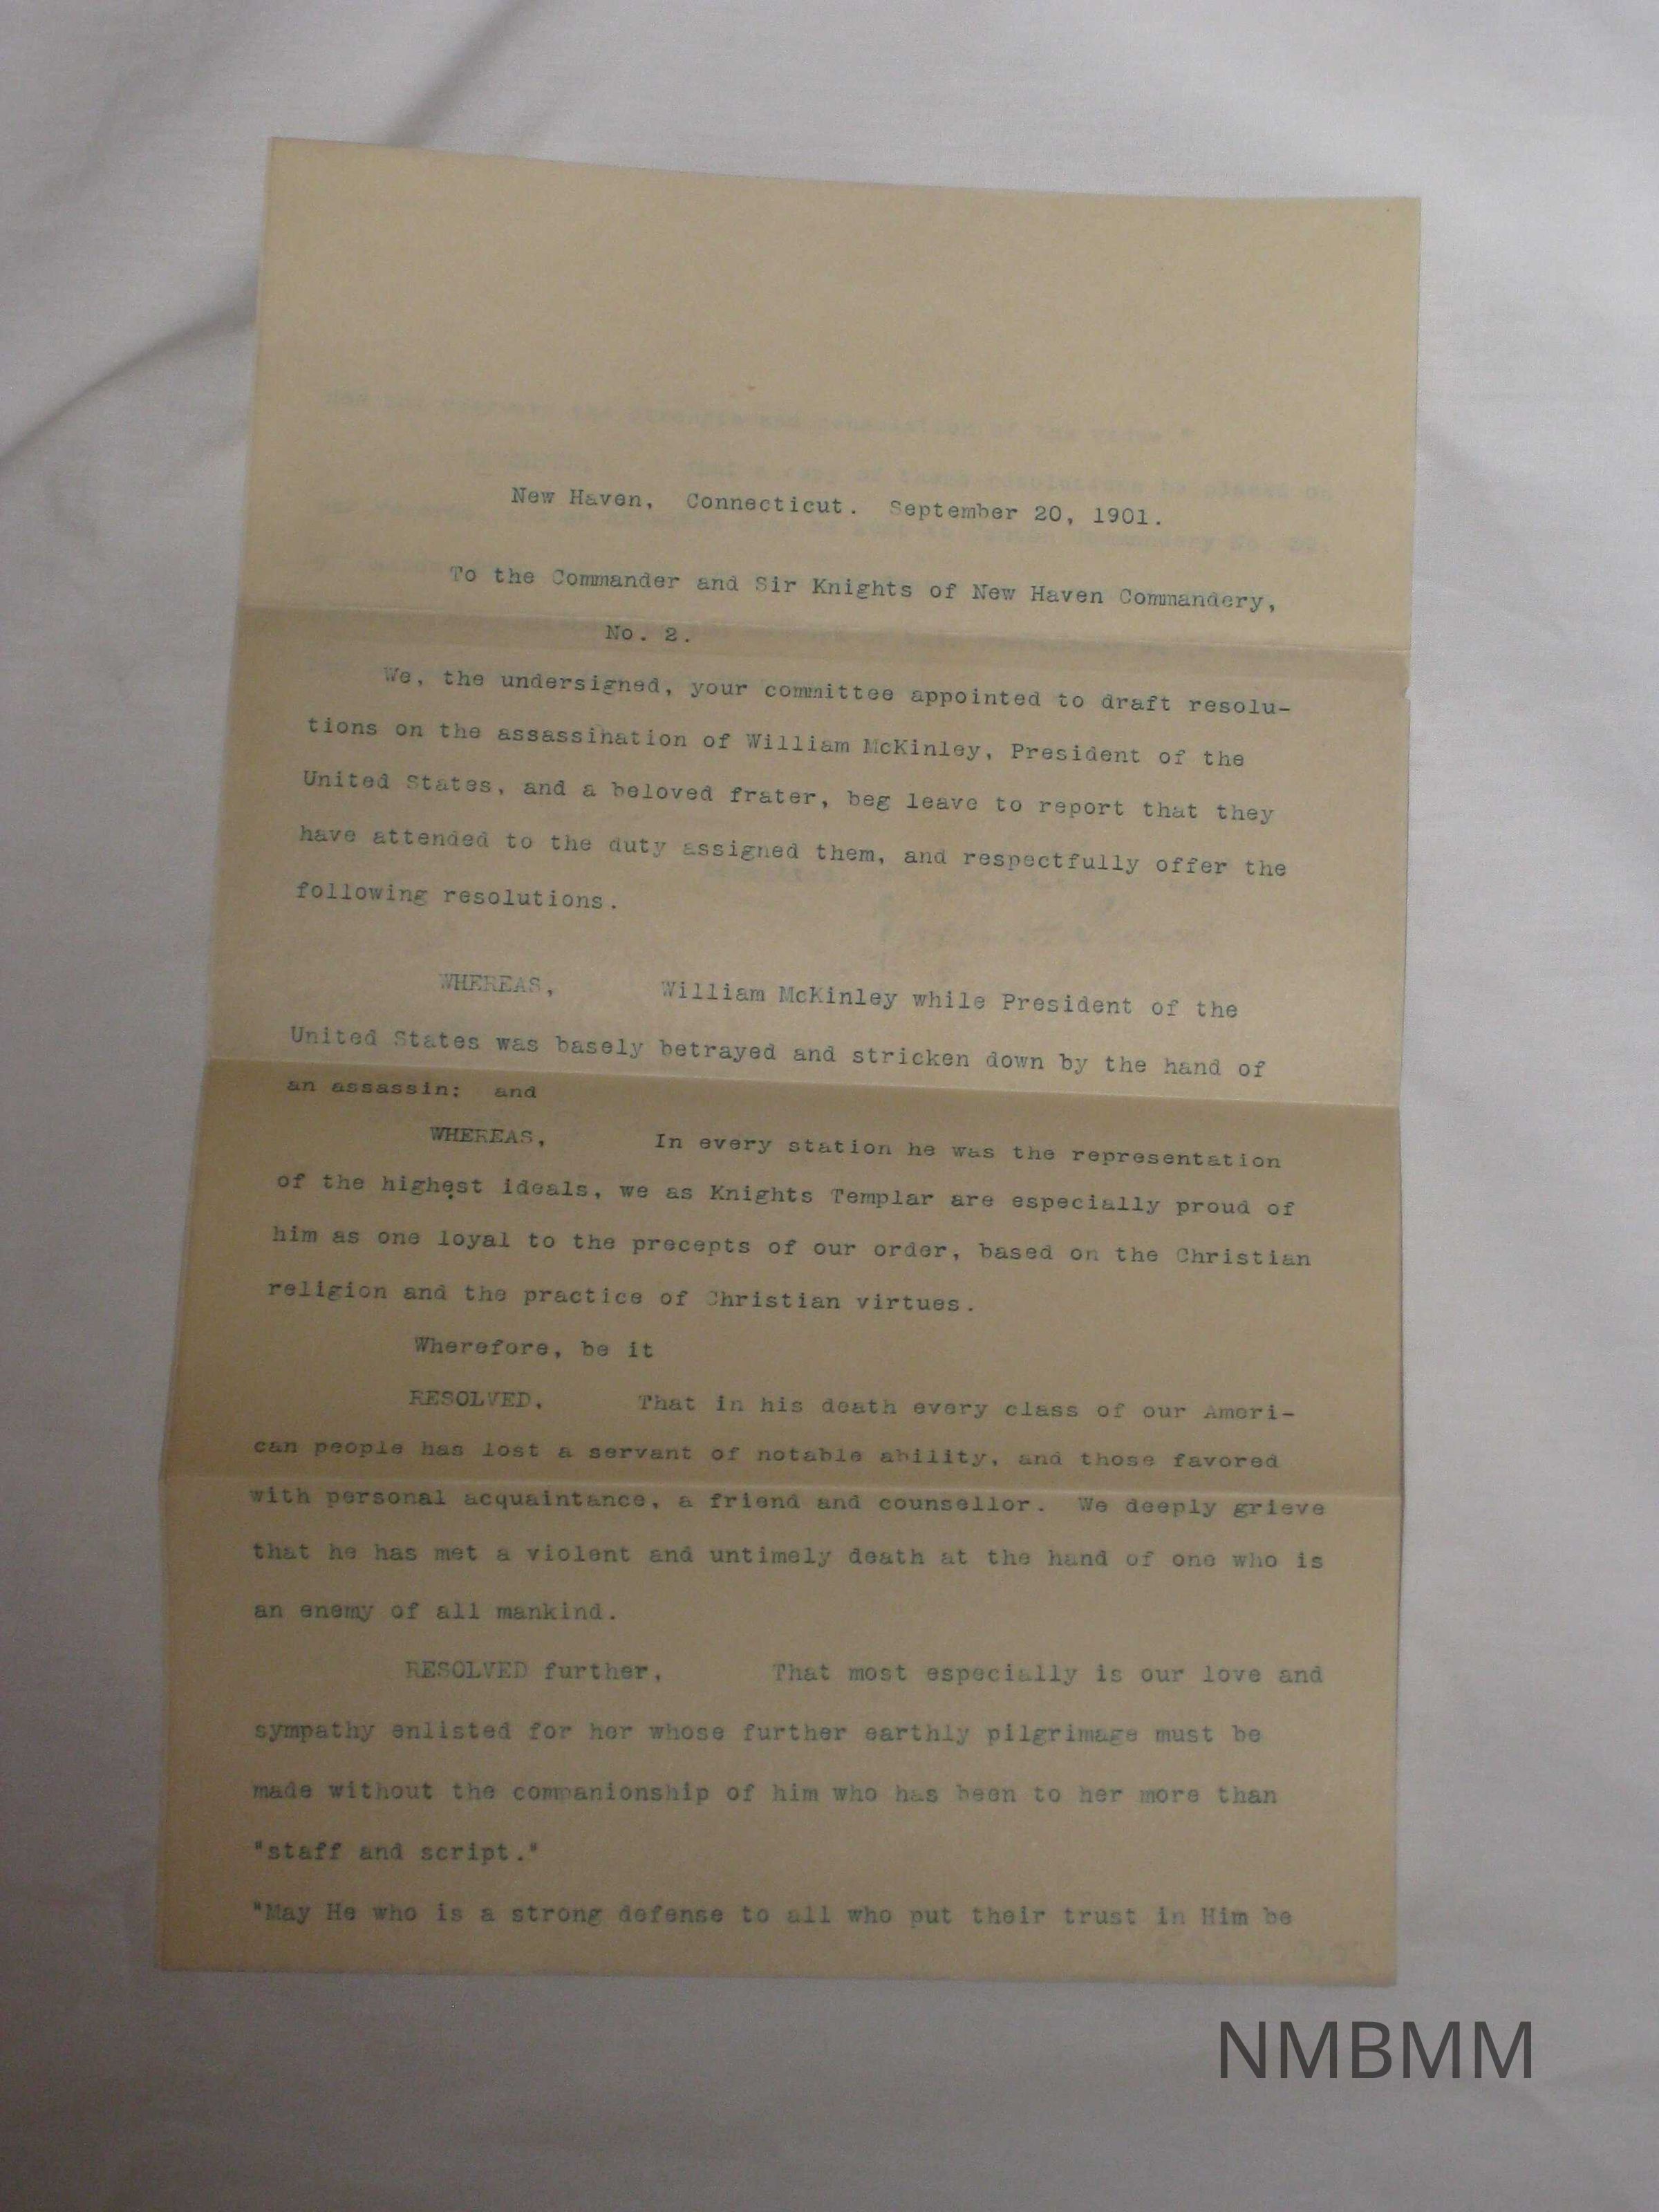 New Haven, Connecticut. September 20, 1901.
To the Commander and Sir Knights of New Haven Commandery,
No. 2.
We, the undersigned, your committee appointed to draft resolu-
tions on the assassination of William McKinley, President of the
United States, and a beloved frater, beg leave to report that they
have attended to the duty assigned them, and respectfully offer the
following resolutions.
WHEREAS, William McKinley while President of the
United States was basely betrayed and stricken down by the hand of
an assassin: and
WHEREAS, In every station he was the representation
of the highest ideals, we as Knights Templar are especially proud of
him as one loyal to the precepts of our order, based on the Christian
religion and the practice of Christian virtues.
Wherefore, be it
RESOLVED. That in his death every class of our Ameri-
can people has lost a servant of notable ability, and those favored
with personal acquaintance, a friend and counsellor. We deeply grieve
that he has met a violent and untimely death at the hand of one who is
an enemy of all mankind.
RESOLVED further, That most especially is our love and
sympathy enlisted for her whose further earthly pilgrimage must be
made without the companionship of him who has been to her more than
"staff and script."
"May He who is a strong defense to all who put their trust in Him be
NMBMM